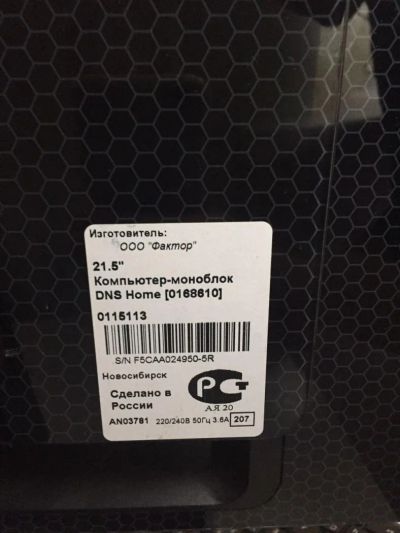 Изготовитель:
ООО "Фактор"
21.5"
Компьютер-моноблок
DNS Home [0168610]
0115113
S/N F5CAA024950-5R
Новосибирск
Сделано в
России
РСТ
АЯ 20
AN03781 220/240В 50Гц 3.6А 207